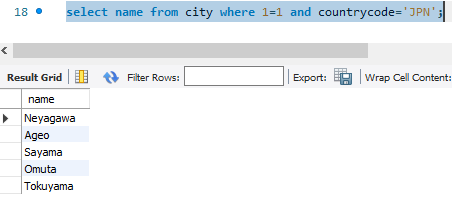 18 select name from city where 1=1 and countrycode='JPN';
Result Grid Filter Rows: Export: Wrap Cell Content:
name
Neyagawa
Ageo
Sayama
Omuta
Tokuyama